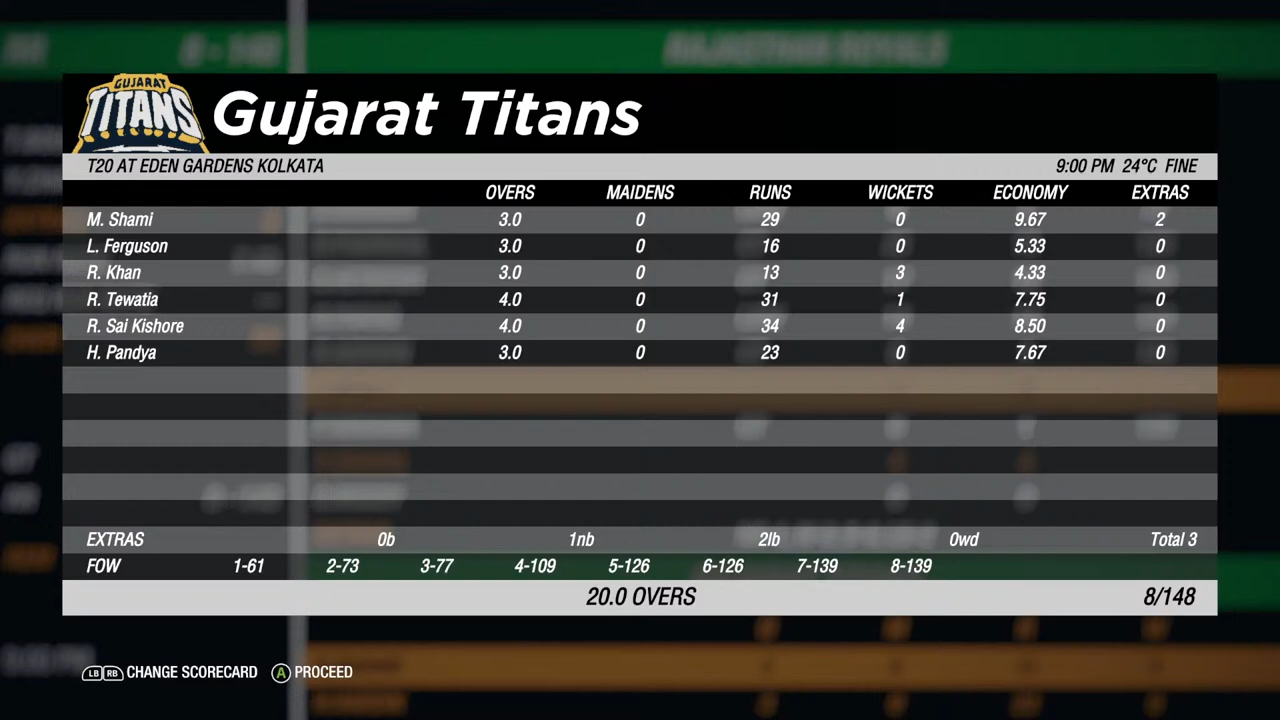 RAJASTHAN ROYALS
GUJARAT
TITANS
Gujarat Titans
T20 AT EDEN GARDENS KOLKATA 9:00 PM 24°C FINE
OVERS MAIDENS RUNS WICKETS ECONOMY EXTRAS
M. Shami 3.0 0 29 0 9.67 2
L. Ferguson 3.0 0 16 0 5.33 0
R. Khan 3.0 0 13 3 4.33 0
R. Tewatia 4.0 0 31 1 7.75 0
R. Sai Kishore 4.0 0 34 4 8.50 0
H. Pandya 3.0 0 23 0 7.67 0
EXTRAS 0b 1nb 2lb 0wd Total 3
FOW 1-61 2-73 3-77 4-109 5-126 6-126 7-139 8-139
20.0 OVERS 8/148
LB RB CHANGE SCORECARD A PROCEED